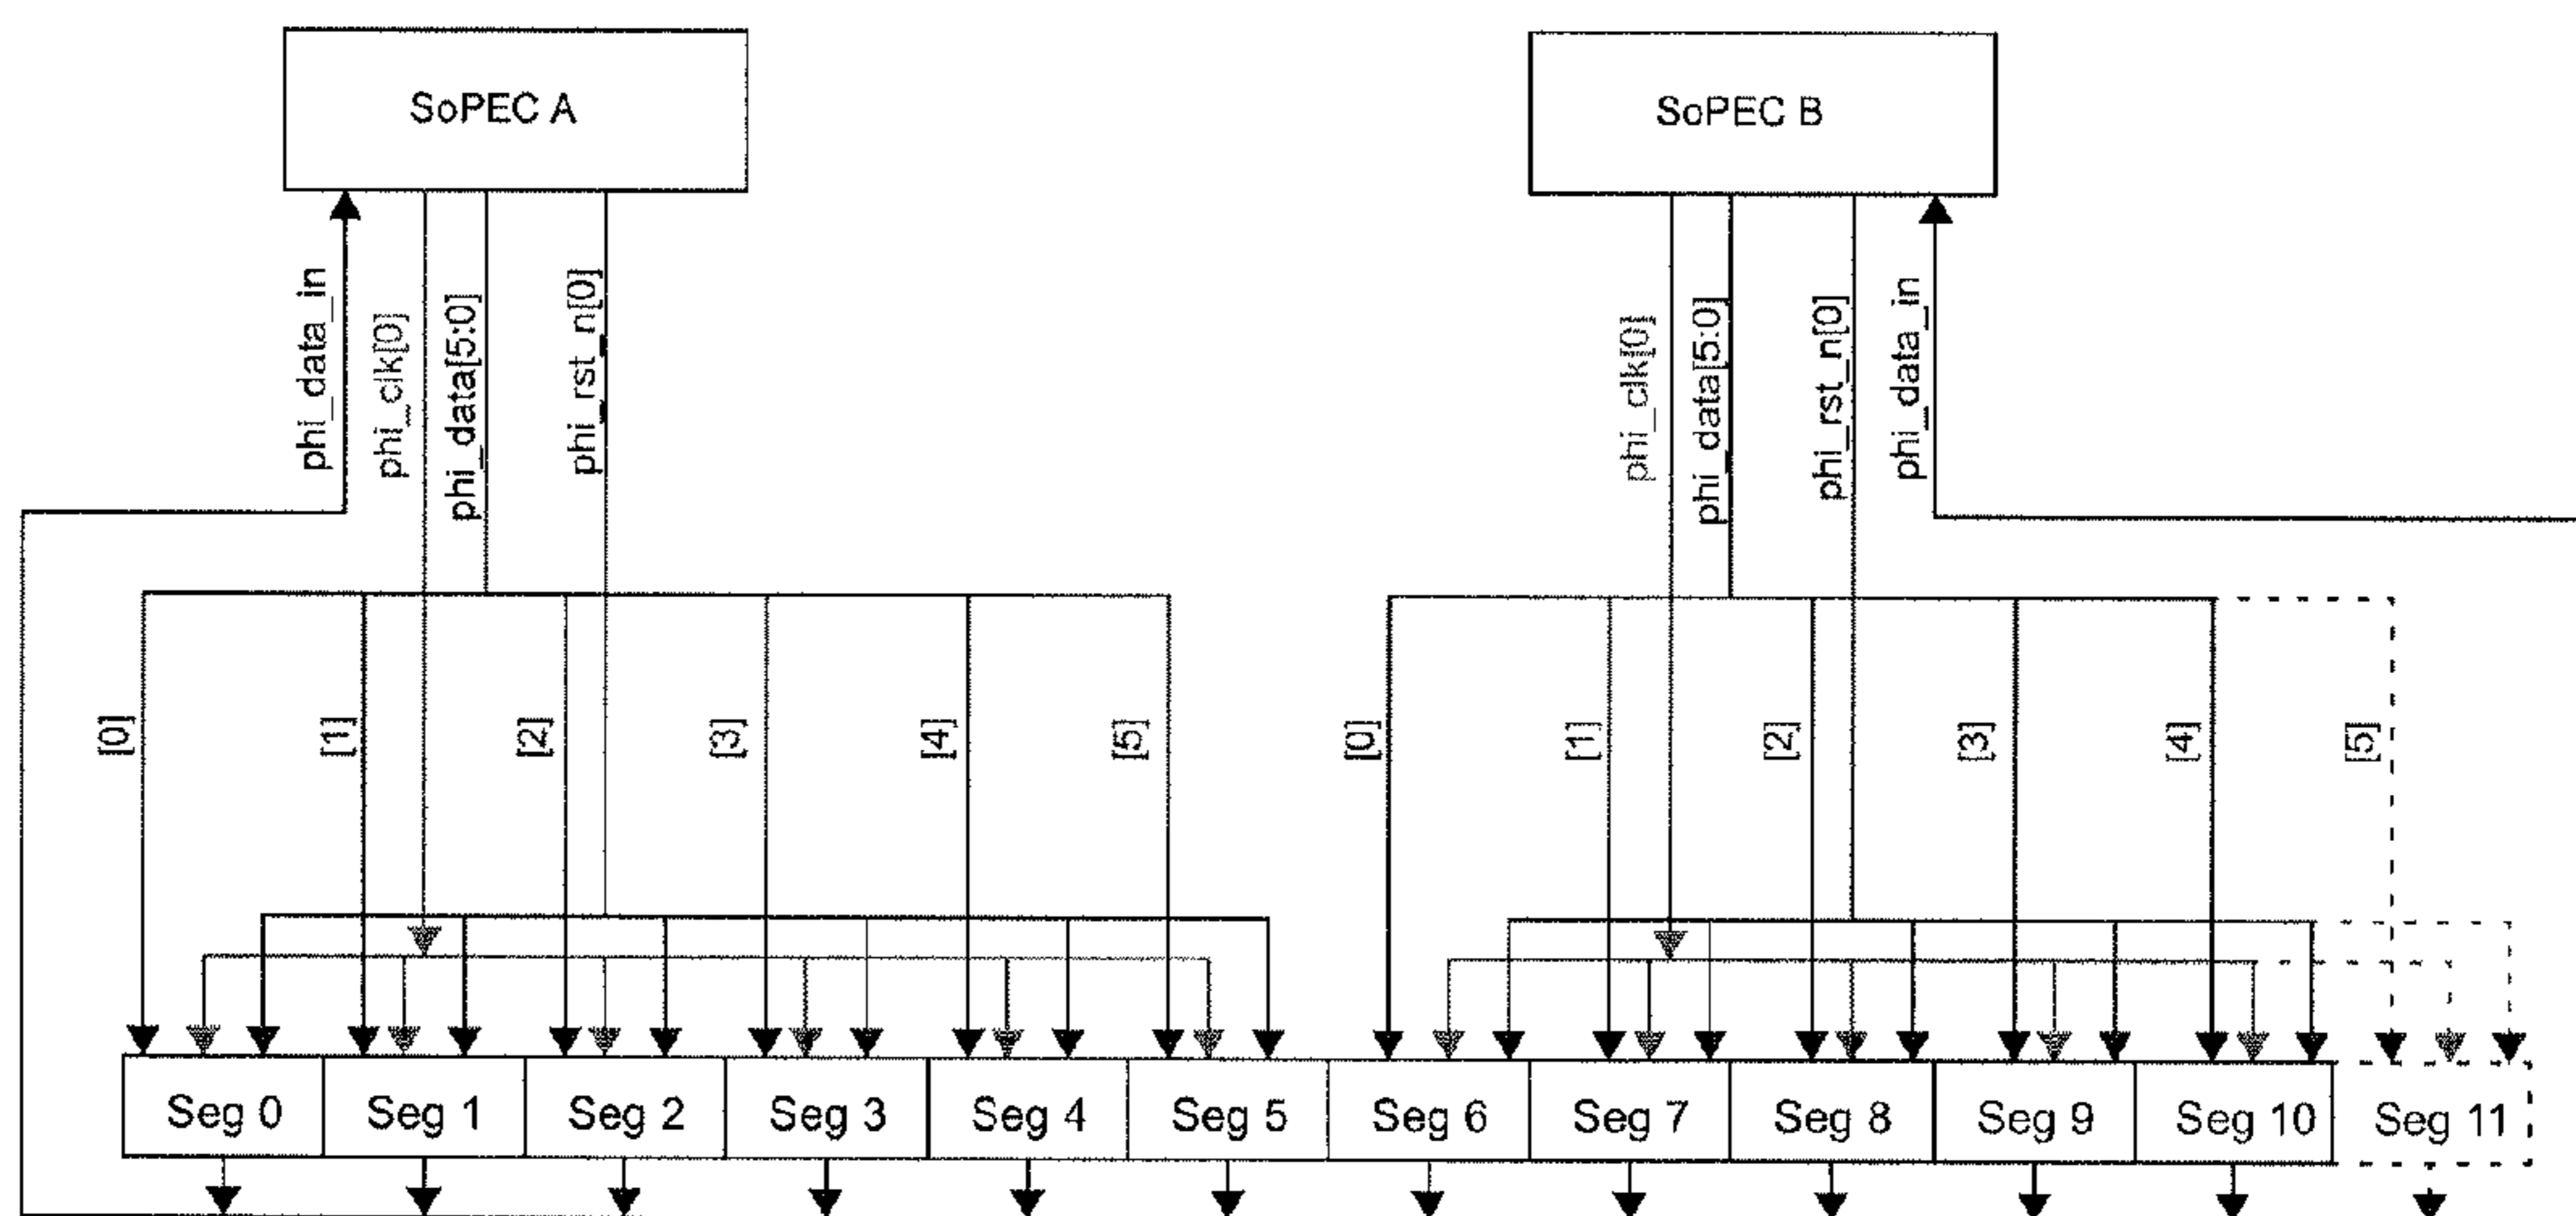 SoPEC A
SoPEC B
phi_data_in
phi_clk[0]
phi_data[5:0]
phi_rst_n[0]
phi_clk[0]
phi_data[5:0]
phi_rst_n[0]
phi_data_in
[0]
[1]
[2]
[3]
[4]
[5]
[0]
[1]
[2]
[3]
[4]
[5]
Seg 0
Seg 1
Seg 2
Seg 3
Seg 4
Seg 5
Seg 6
Seg 7
Seg 8
Seg 9
Seg 10
Seg 11